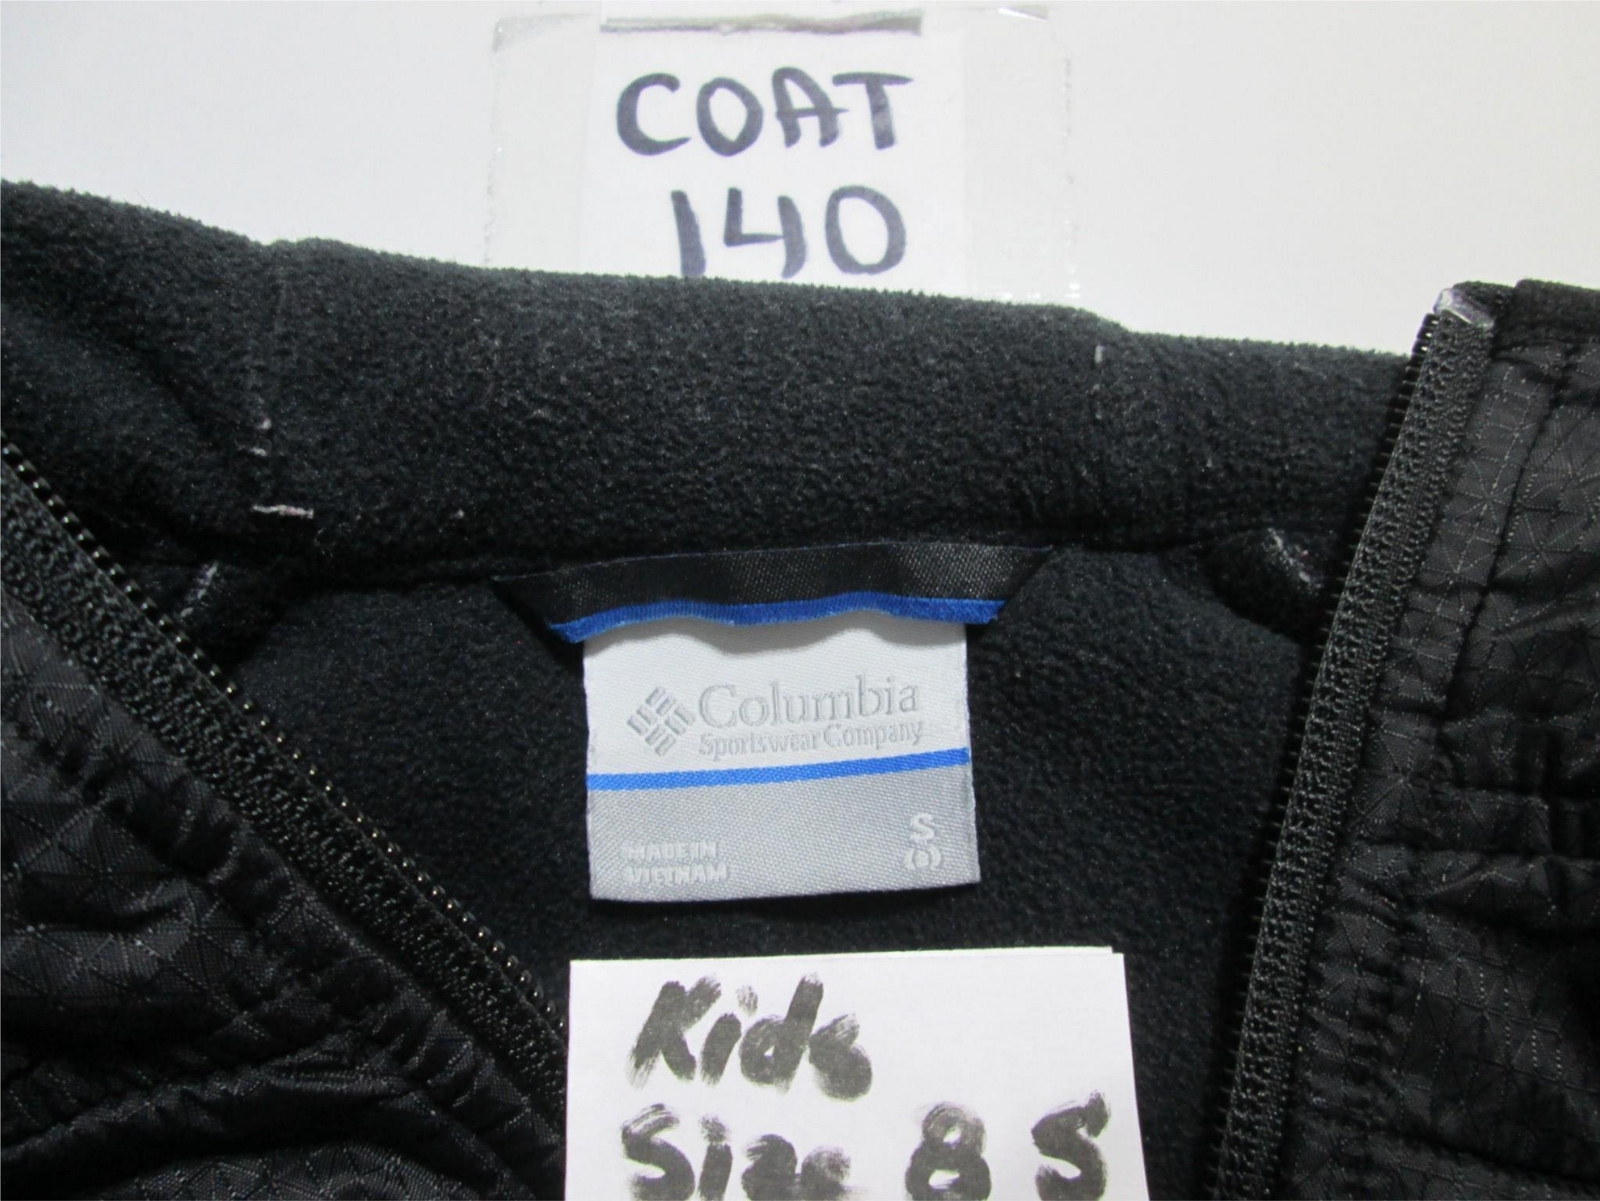 COAT
140
Columbia
Sportswear Company
MADE IN
VIETNAM
S
(8)
Kids
Size 8 S